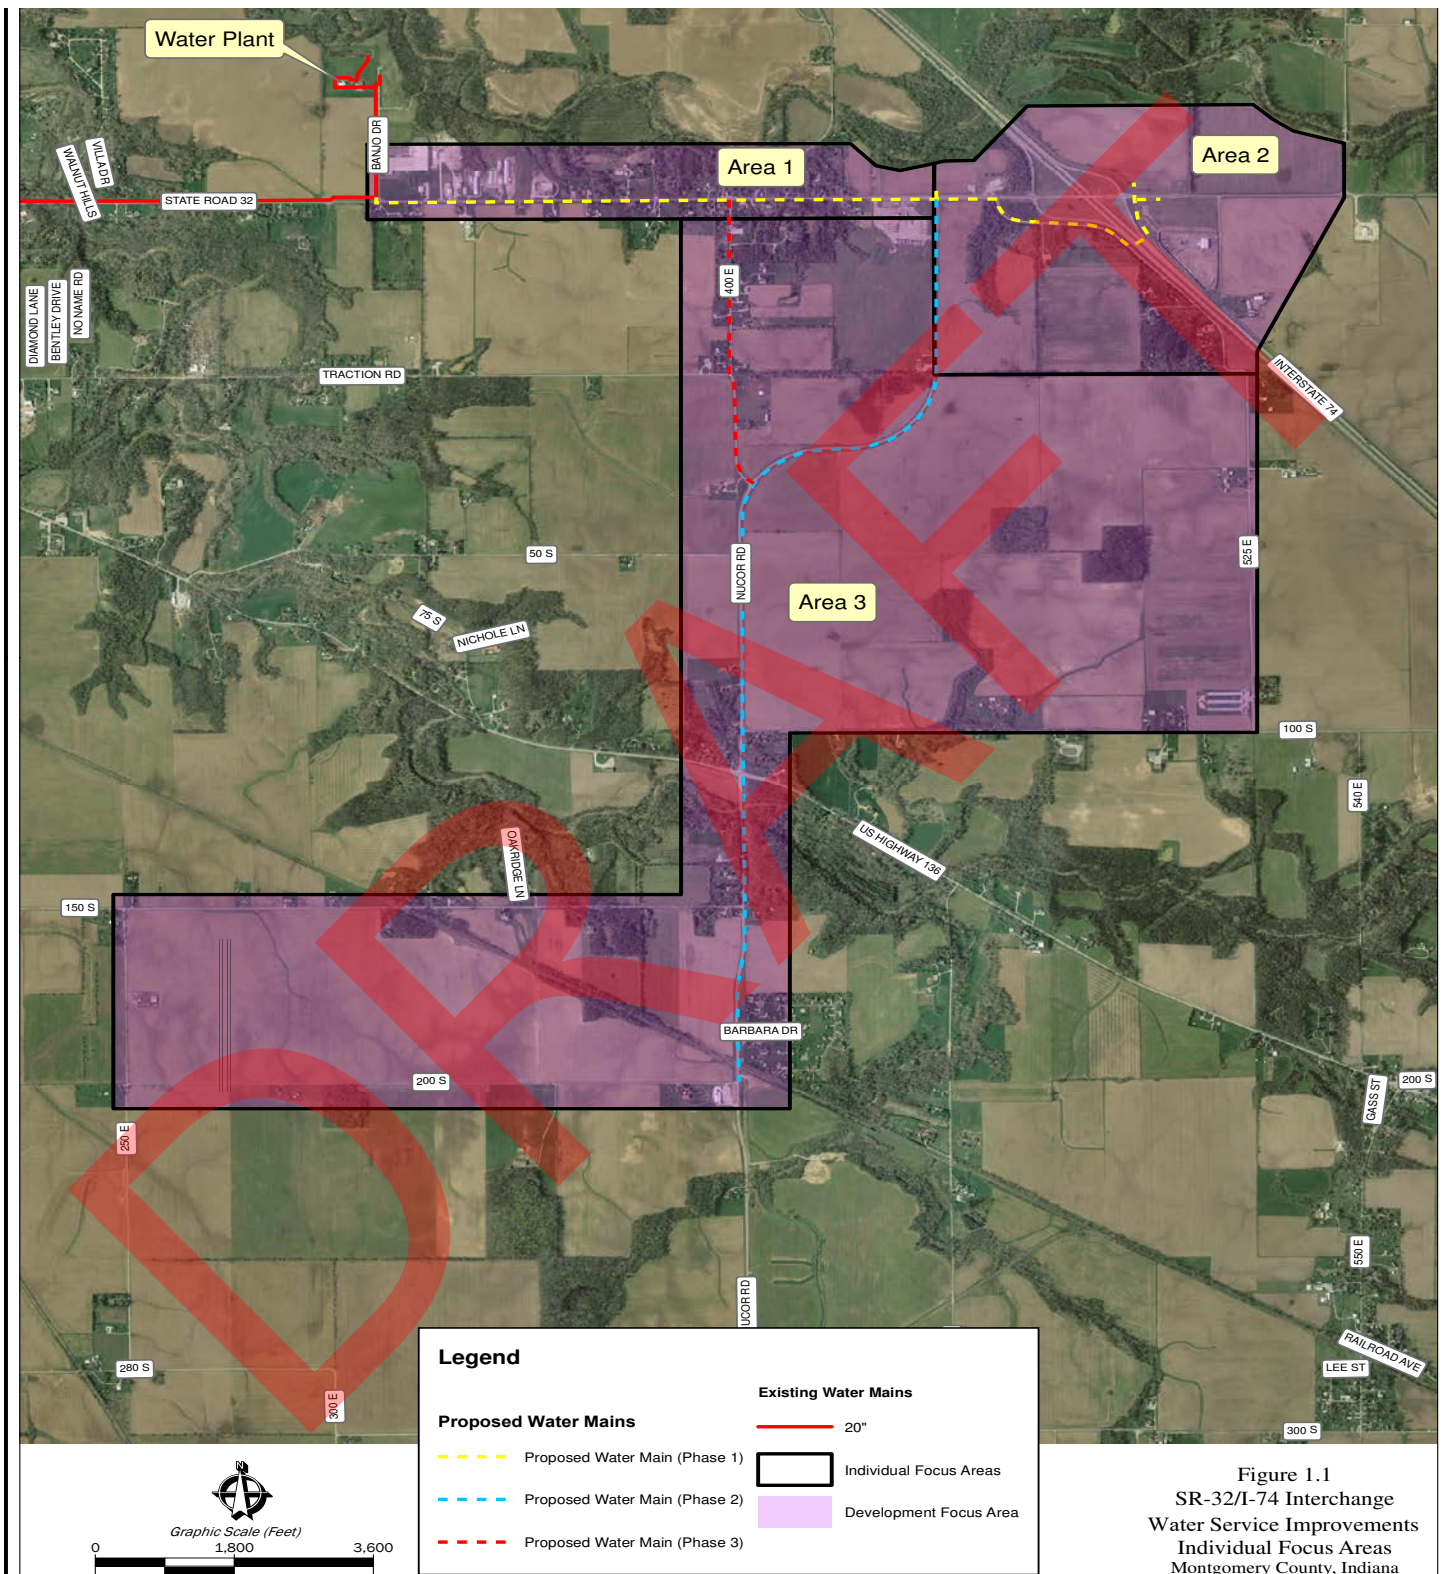 Water Plant
BANJO DR
VILLA DR
WALNUT HILLS
STATE ROAD 32
Area 1
Area 2
DIAMOND LANE
BENTLEY DRIVE
NO NAME RD
400 E
TRACTION RD
INTERSTATE 74
50 S
NUCOR RD
525 E
Area 3
75 S
NICHOLE LN
100 S
540 E
OAKRIDGE LN
US HIGHWAY 136
150 S
BARBARA DR
200 S
200 S
GASS ST
250 E
550 E
UCOR RD
RAILROAD AVE
LEE ST
280 S
300 E
300 S
DRAFT
Legend
Proposed Water Mains
Proposed Water Main (Phase 1)
Proposed Water Main (Phase 2)
Proposed Water Main (Phase 3)
Existing Water Mains
20"
Individual Focus Areas
Development Focus Area
N
Graphic Scale (Feet)
0 1,800 3,600
Figure 1.1
SR-32/I-74 Interchange
Water Service Improvements
Individual Focus Areas
Montgomery County, Indiana